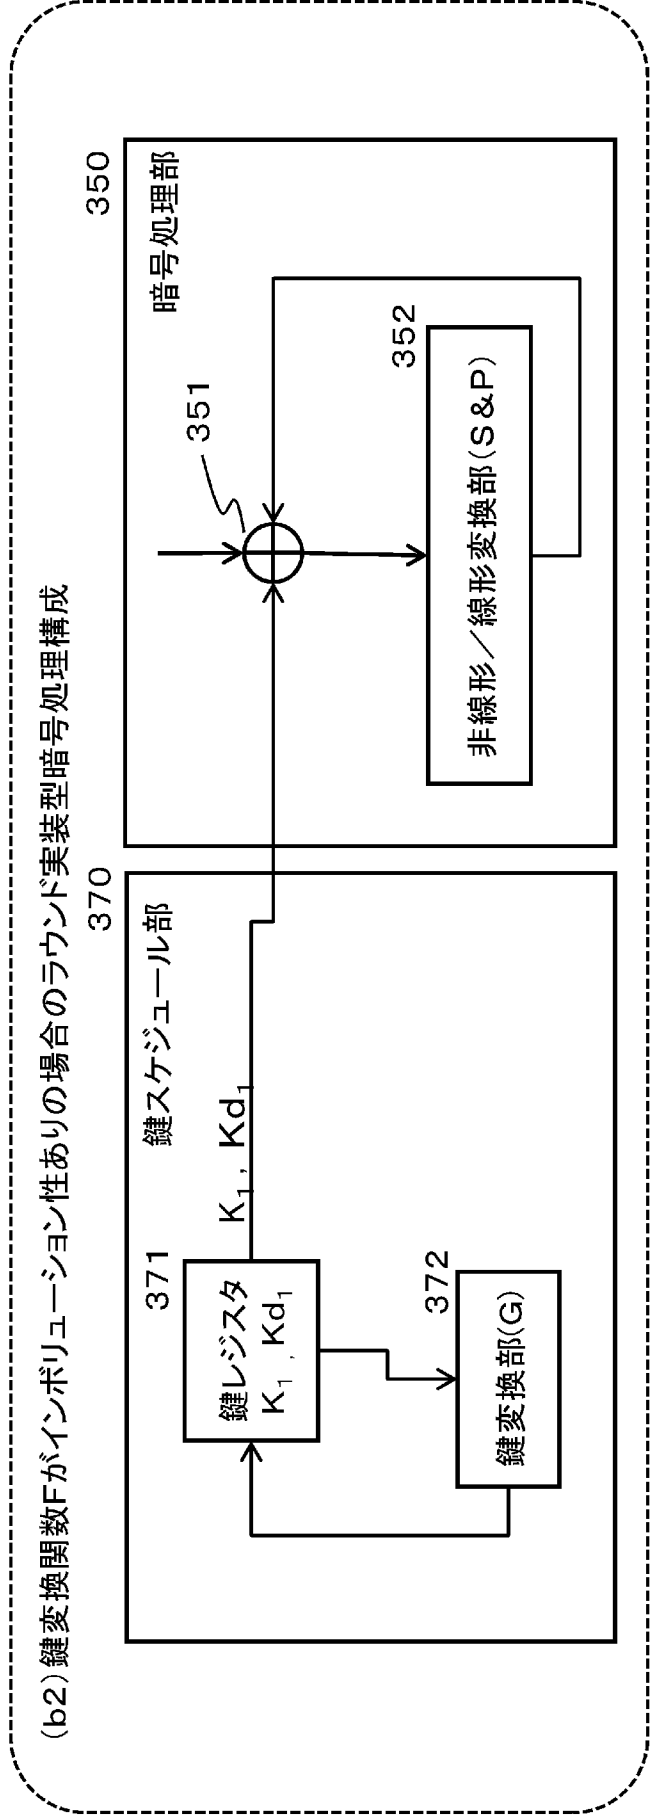 (b2)鍵変換関数Fがインボリューション性ありの場合のラウンド実装型暗号処理構成
370
鍵スケジュール部
371
鍵レジスタ
K₁, Kd₁
K₁, Kd₁
372
鍵変換部(G)
350
暗号処理部
351
352
非線形/線形変換部(S&P)